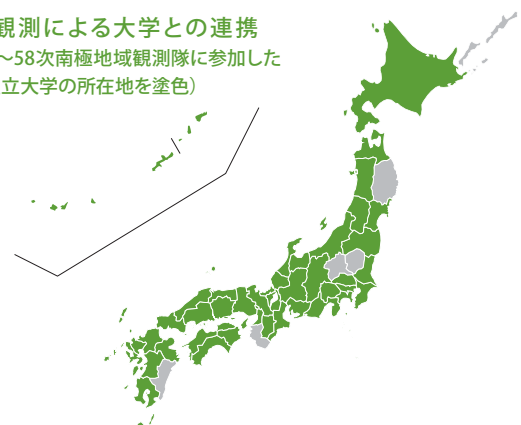 観測による大学との連携
～58次南極地域観測隊に参加した
立大学の所在地を塗色）